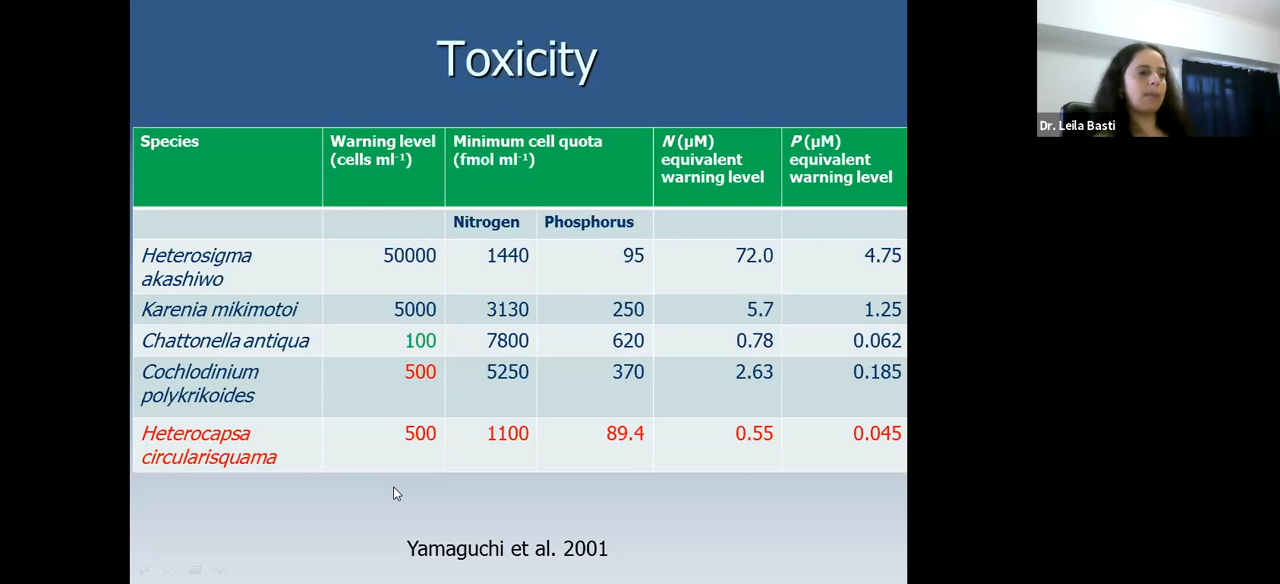 Toxicity
Dr. Leila Basti
Species
Warning level
(cells ml⁻¹)
Minimum cell quota
(fmol ml⁻¹)
N (µM)
equivalent
warning level
P (µM)
equivalent
warning level
Nitrogen
Phosphorus
Heterosigma
akashiwo
50000
1440
95
72.0
4.75
Karenia mikimotoi
5000
3130
250
5.7
1.25
Chattonella antiqua
100
7800
620
0.78
0.062
Cochlodinium
polykrikoides
500
5250
370
2.63
0.185
Heterocapsa
circularisquama
500
1100
89.4
0.55
0.045
Yamaguchi et al. 2001